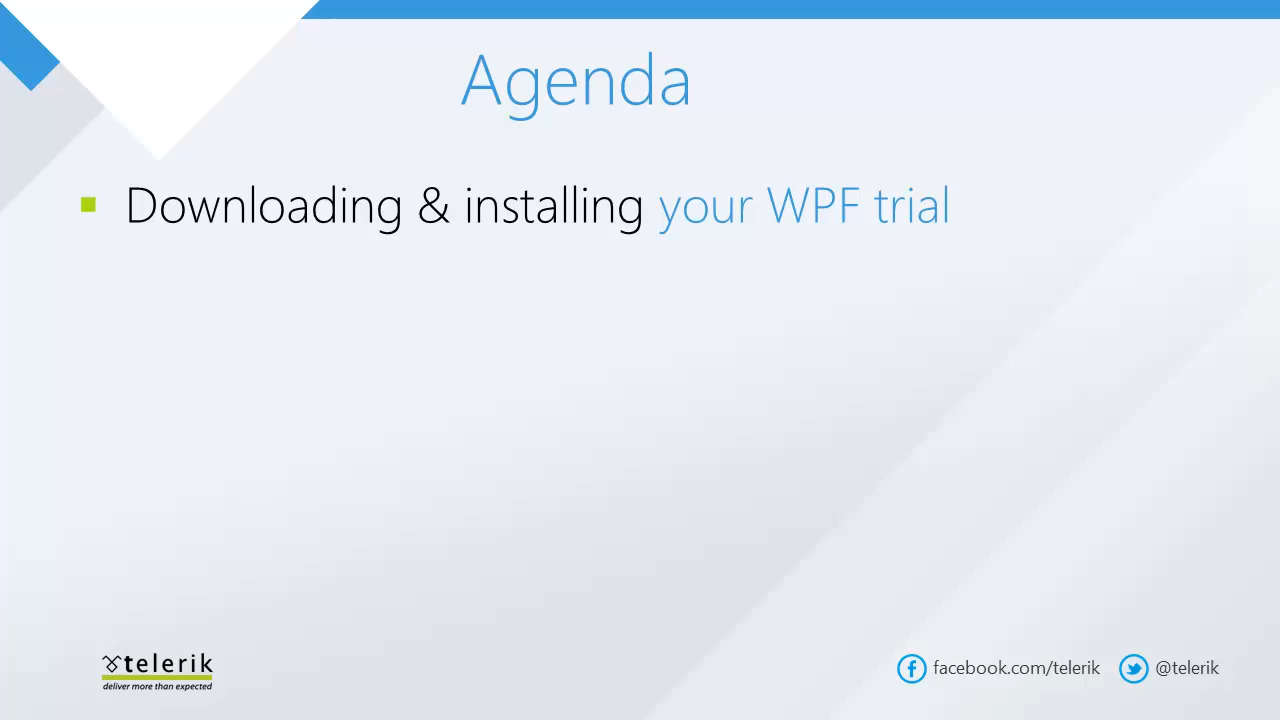 Agenda
Downloading & installing your WPF trial
telerik
deliver more than expected
facebook.com/telerik
@telerik